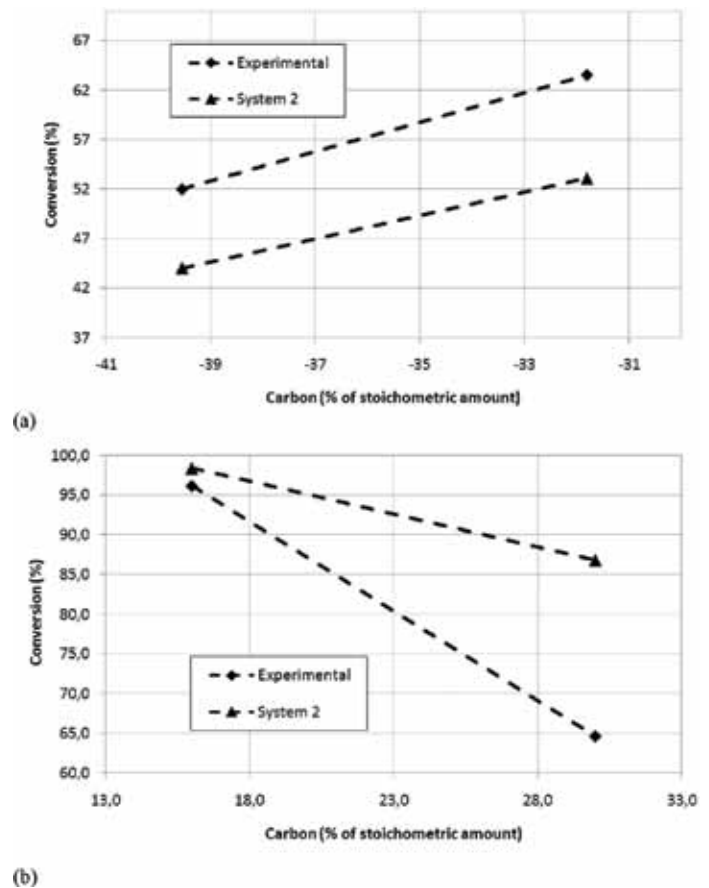 67
62
57
52
47
42
37
Conversion (%)
Experimental
System 2
-41 -39 -37 -35 -33 -31
Carbon (% of stoichometric amount)
(a)
100,0
95,0
90,0
85,0
80,0
75,0
70,0
65,0
60,0
Conversion (%)
Experimental
System 2
13,0 18,0 23,0 28,0 33,0
Carbon (% of stoichometric amount)
(b)